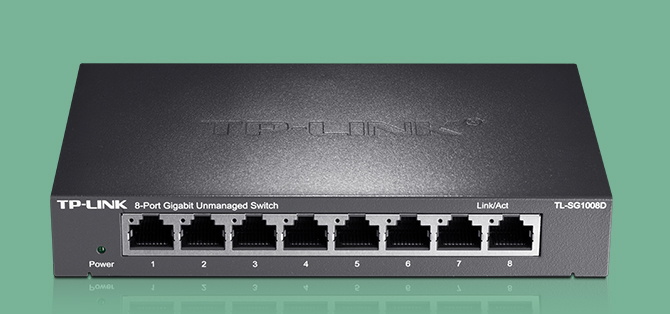 TP-LINK®
TP-LINK 8-Port Gigabit Unmanaged Switch Link/Act TL-SG1008D
Power 1 2 3 4 5 6 7 8